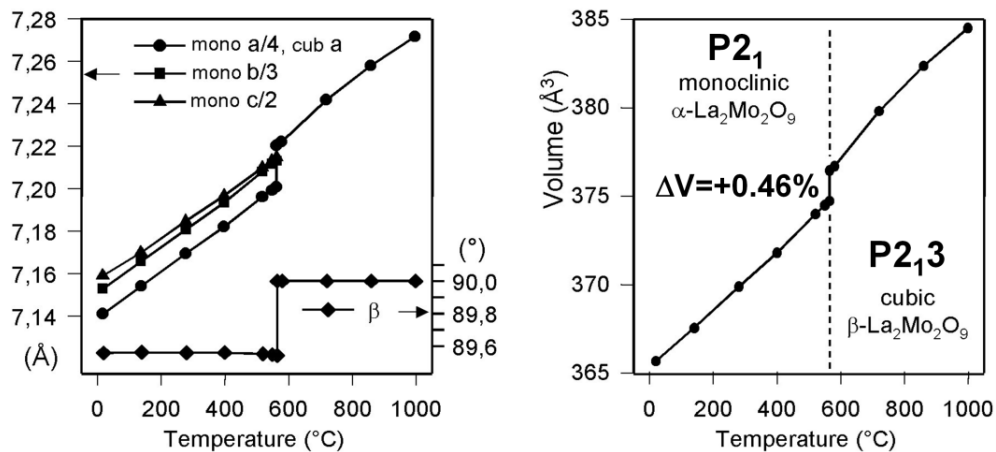 7,28
7,26
7,24
7,22
7,20
7,18
7,16
7,14
(Å)
mono a/4, cub a
mono b/3
mono c/2
β
(°)
90,0
89,8
89,6
0 200 400 600 800 1000
Temperature (°C)
385
380
375
370
365
Volume (Å³)
P2₁
monoclinic
α-La₂Mo₂O₉
ΔV=+0.46%
P2₁3
cubic
β-La₂Mo₂O₉
0 200 400 600 800 1000
Temperature (°C)